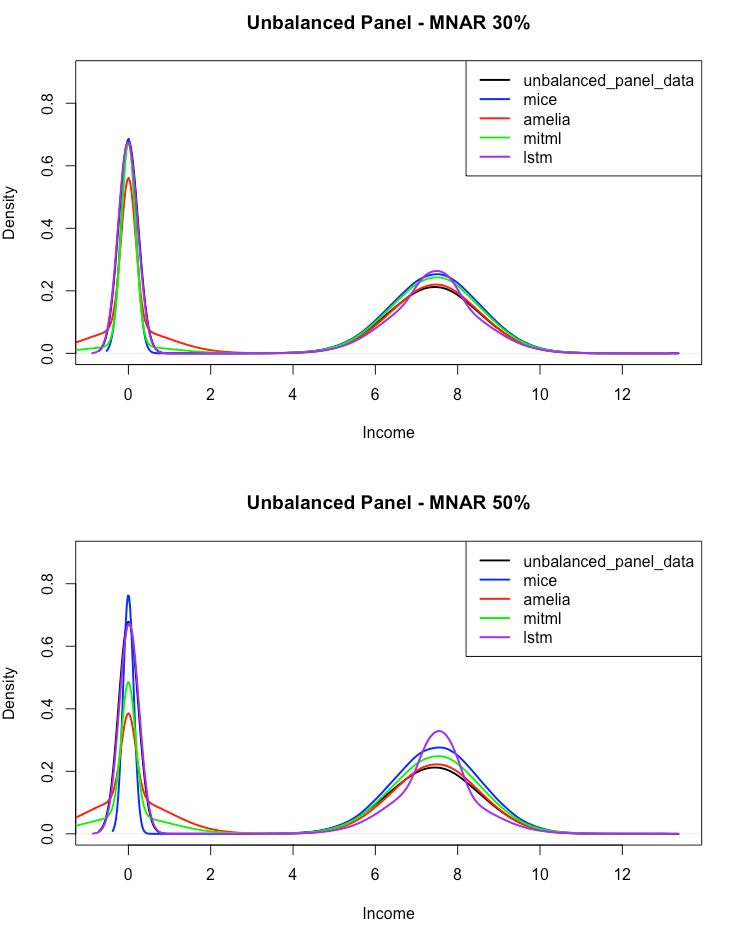 Unbalanced Panel - MNAR 30%
unbalanced_panel_data
mice
amelia
mitml
lstm
Density
0.0 0.2 0.4 0.6 0.8
0 2 4 6 8 10 12
Income
Unbalanced Panel - MNAR 50%
unbalanced_panel_data
mice
amelia
mitml
lstm
Density
0.0 0.2 0.4 0.6 0.8
0 2 4 6 8 10 12
Income